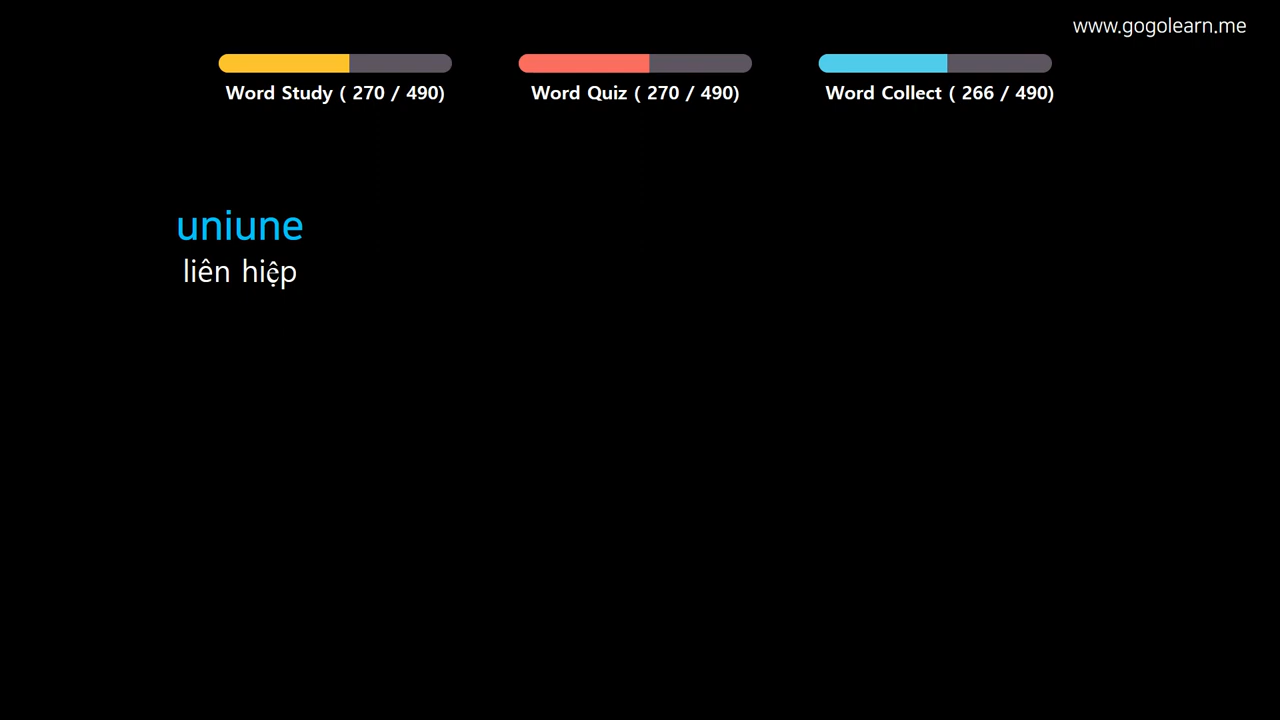 www.gogolearn.me
Word Study ( 270 / 490)
Word Quiz ( 270 / 490)
Word Collect ( 266 / 490)
uniune
liên hiệp